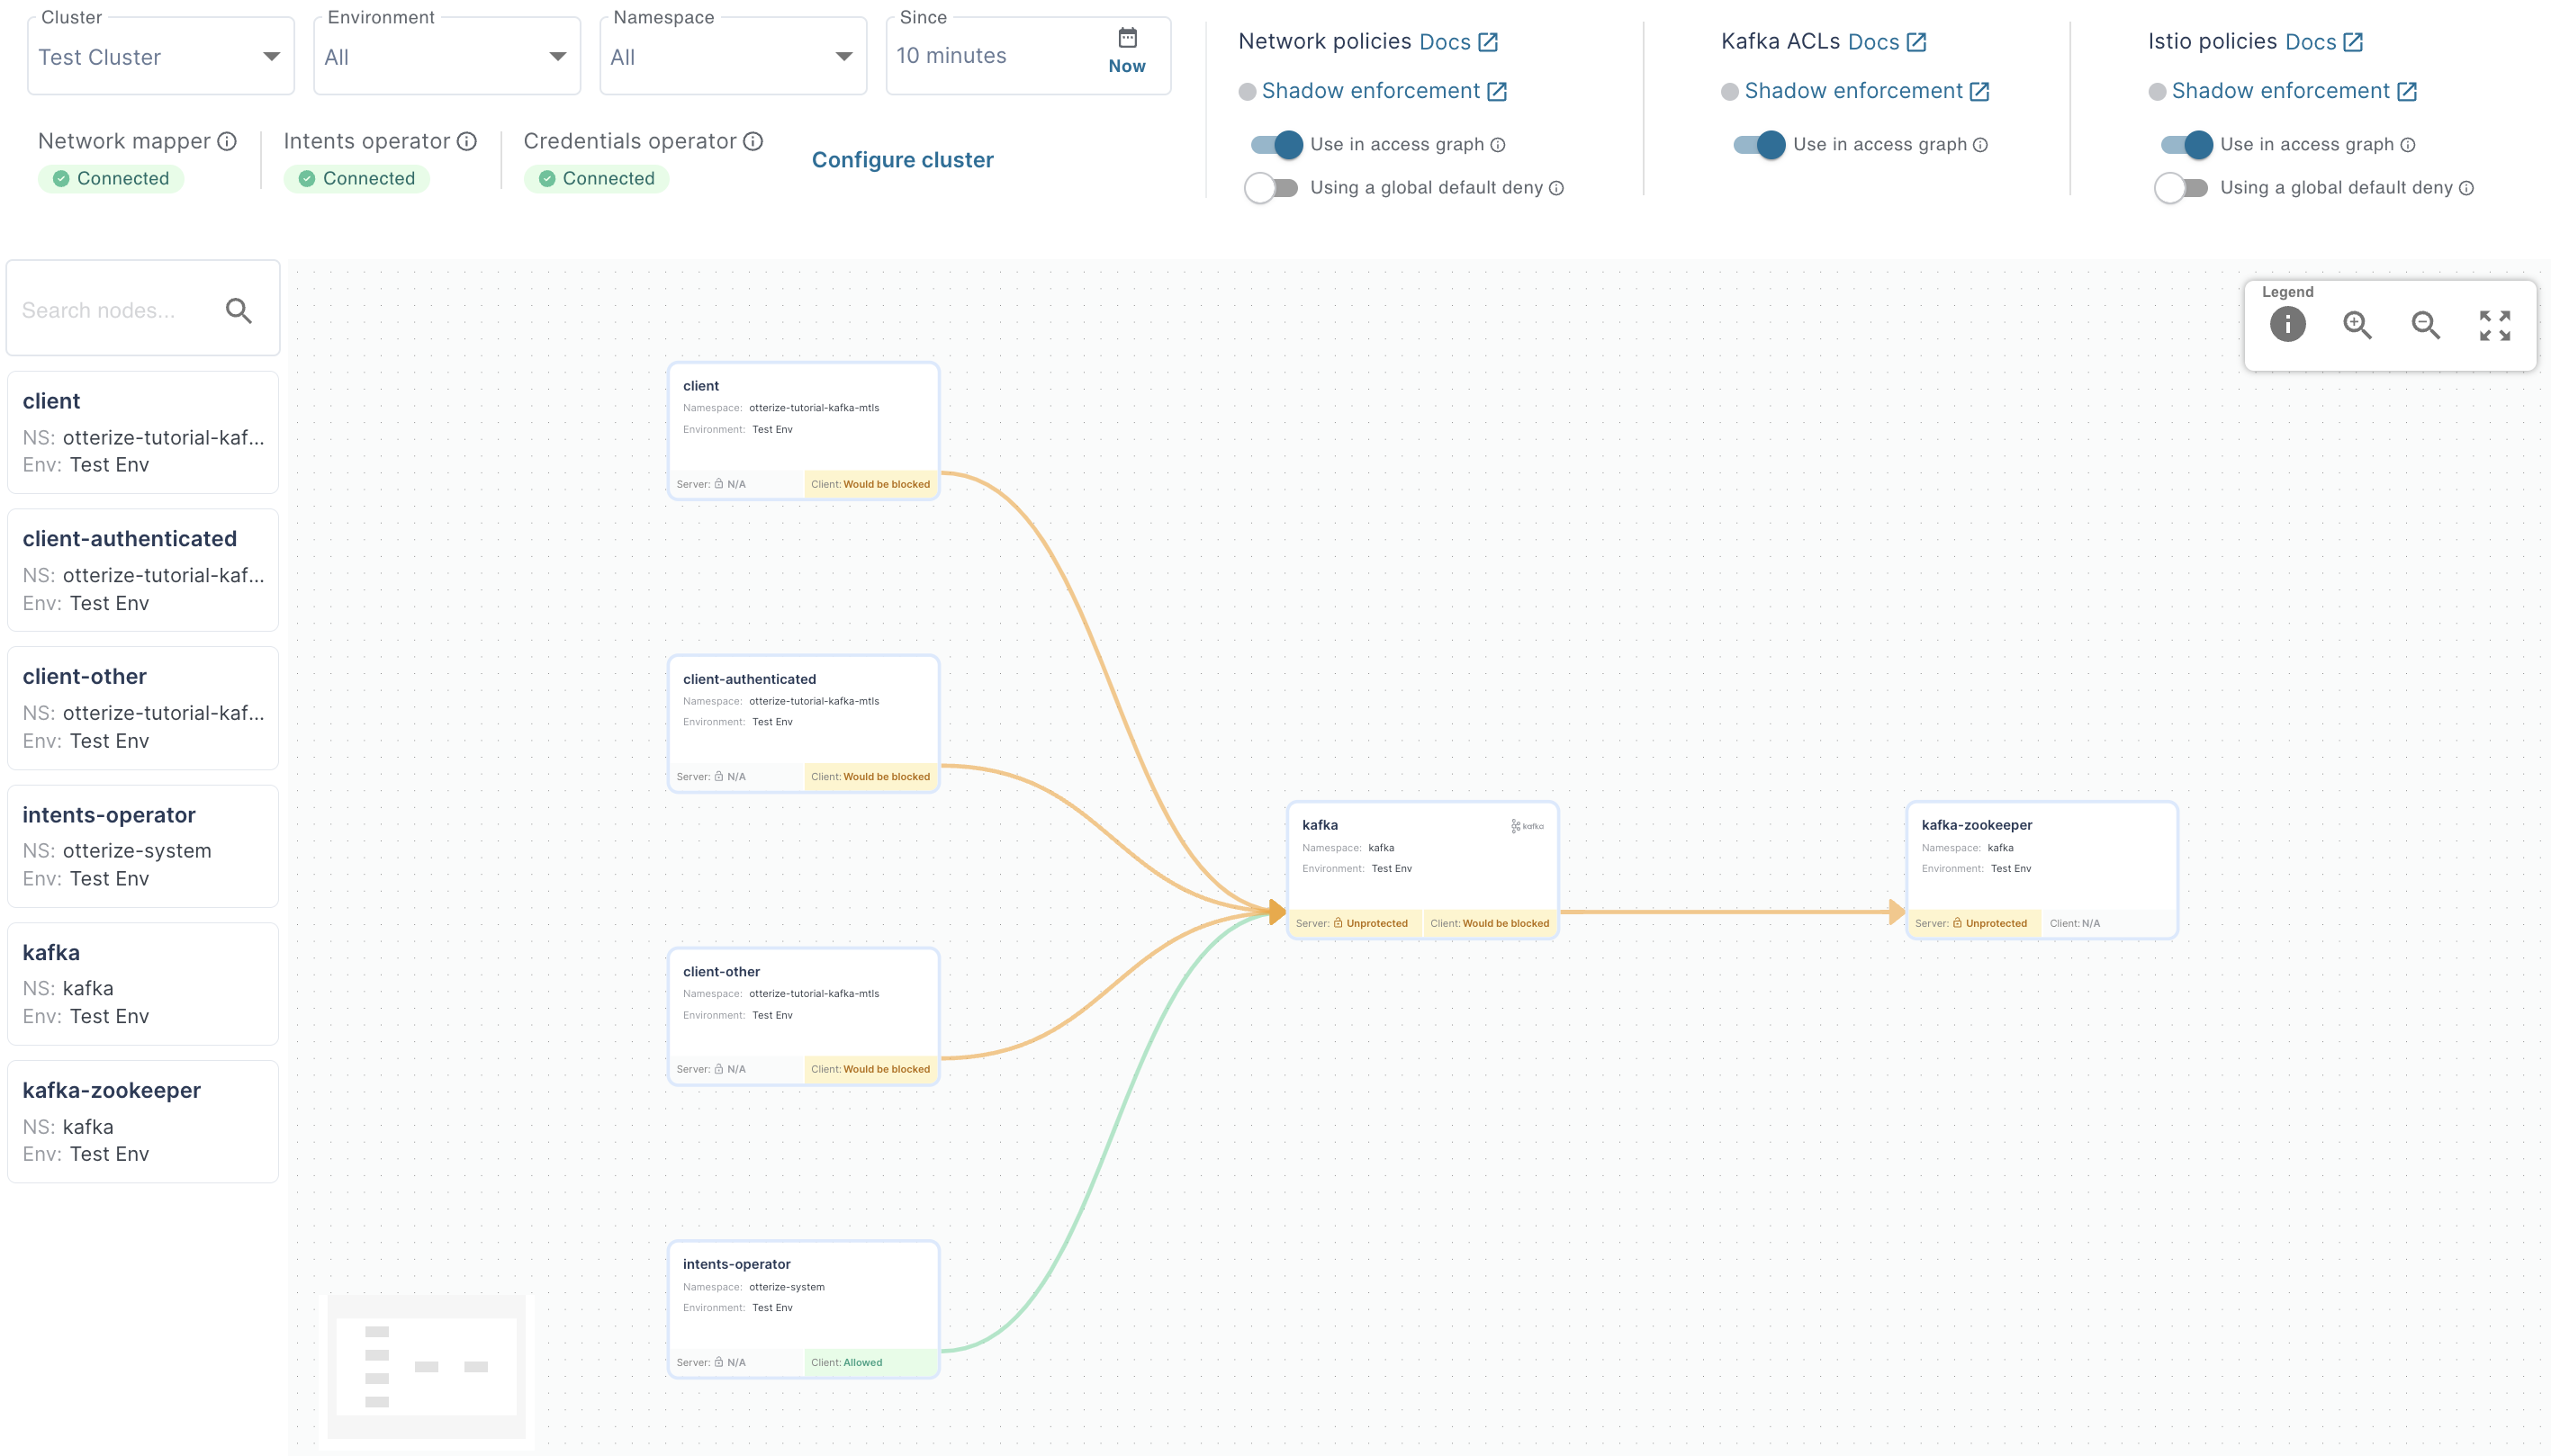 Cluster
Test Cluster
Environment
All
Namespace
All
Since
10 minutes
Now
Network mapper
Connected
Intents operator
Connected
Credentials operator
Connected
Configure cluster
Network policies Docs
Shadow enforcement
Use in access graph
Using a global default deny
Kafka ACLs Docs
Shadow enforcement
Use in access graph
Istio policies Docs
Shadow enforcement
Use in access graph
Using a global default deny
Search nodes...
client
NS: otterize-tutorial-kaf...
Env: Test Env
client-authenticated
NS: otterize-tutorial-kaf...
Env: Test Env
client-other
NS: otterize-tutorial-kaf...
Env: Test Env
intents-operator
NS: otterize-system
Env: Test Env
kafka
NS: kafka
Env: Test Env
kafka-zookeeper
NS: kafka
Env: Test Env
Legend
client
Namespace: otterize-tutorial-kafka-mtls
Environment: Test Env
Server: N/A Client: Would be blocked
client-authenticated
Namespace: otterize-tutorial-kafka-mtls
Environment: Test Env
Server: N/A Client: Would be blocked
client-other
Namespace: otterize-tutorial-kafka-mtls
Environment: Test Env
Server: N/A Client: Would be blocked
intents-operator
Namespace: otterize-system
Environment: Test Env
Server: N/A Client: Allowed
kafka kafka
Namespace: kafka
Environment: Test Env
Server: Unprotected Client: Would be blocked
kafka-zookeeper
Namespace: kafka
Environment: Test Env
Server: Unprotected Client: N/A